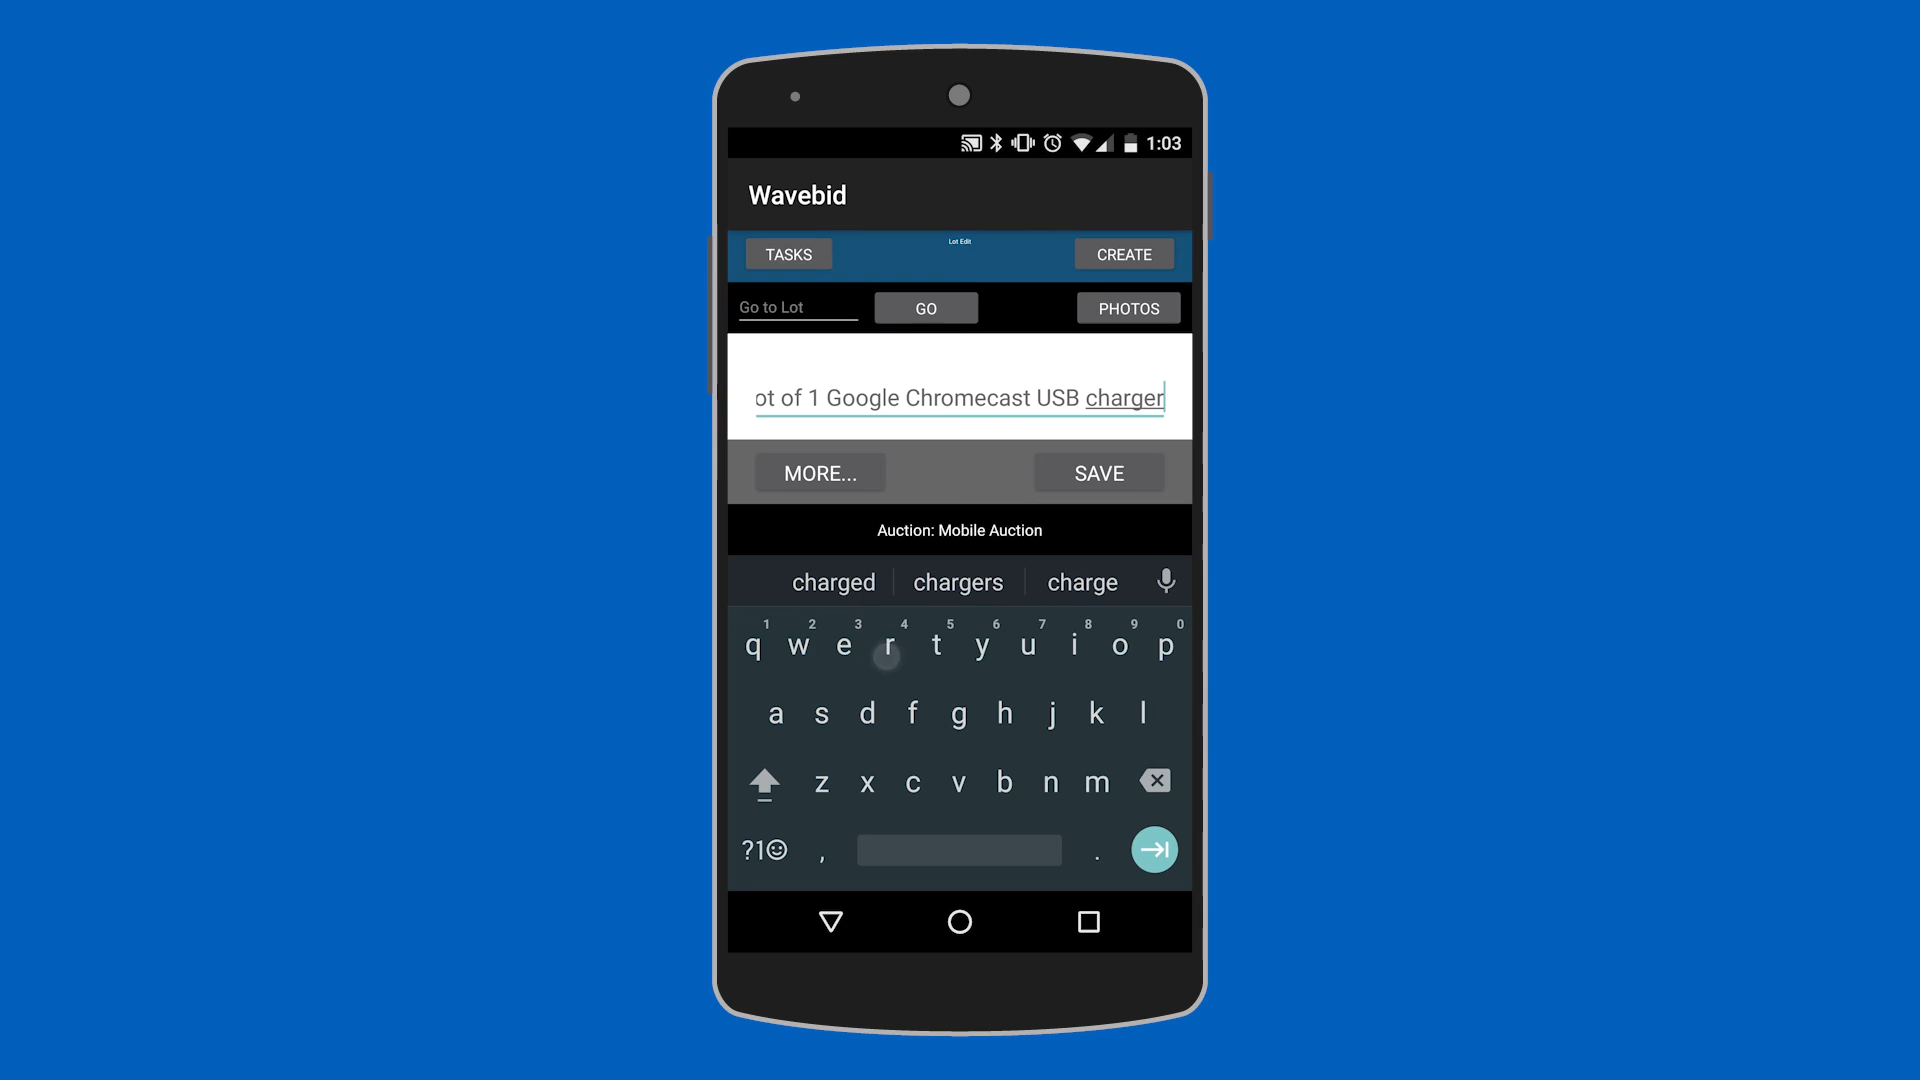 1:03
Wavebid
TASKS
Lot Edit
CREATE
Go to Lot
GO
PHOTOS
ot of 1 Google Chromecast USB charger
MORE...
SAVE
Auction: Mobile Auction
charged chargers charge
1 2 3 4 5 6 7 8 9 0
q w e r t y u i o p
a s d f g h j k l
z x c v b n m
?1☺ , .